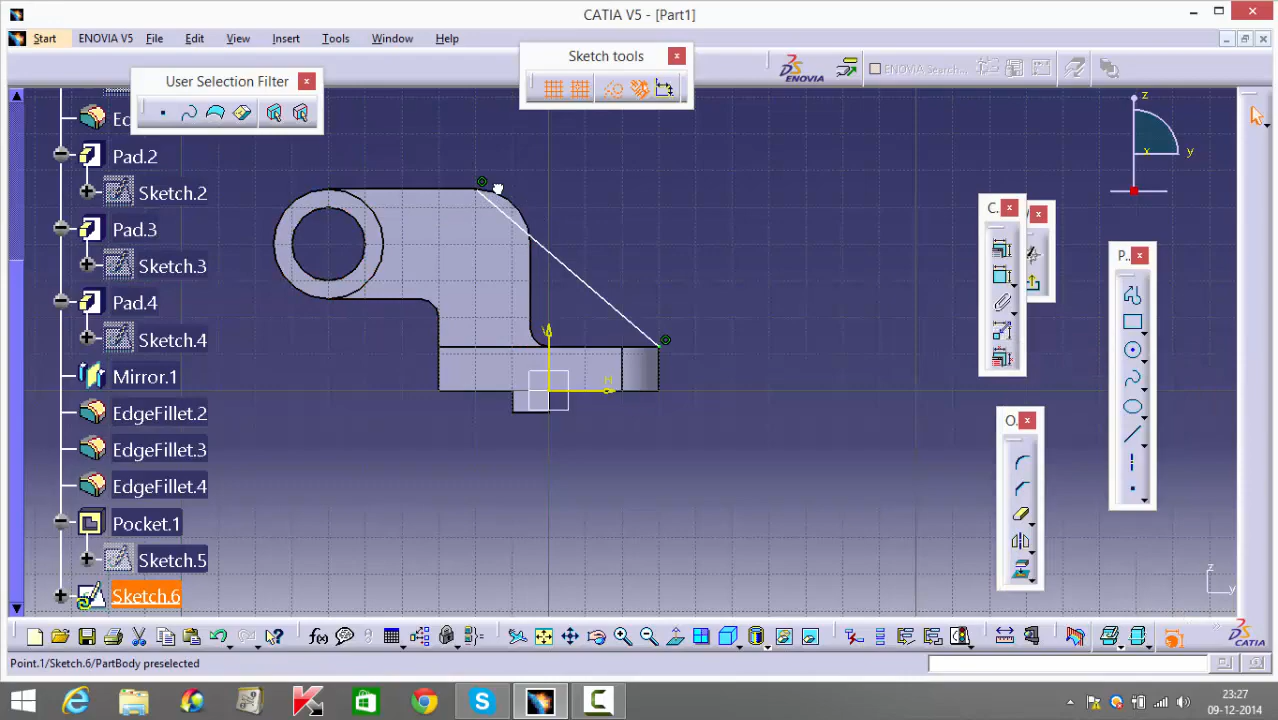 CATIA V5 - [Part1]
Start ENOVIA V5 File Edit View Insert Tools Window Help
Sketch tools
User Selection Filter
ENOVIA
ENOVIA Search...
Pad.2
Sketch.2
Pad.3
Sketch.3
Pad.4
Sketch.4
Mirror.1
EdgeFillet.2
EdgeFillet.3
EdgeFillet.4
Pocket.1
Sketch.5
Sketch.6
z
x
y
C.
P..
O.
V
H
z
y
f(x)
CATIA
Point.1/Sketch.6/PartBody preselected
23:27
09-12-2014